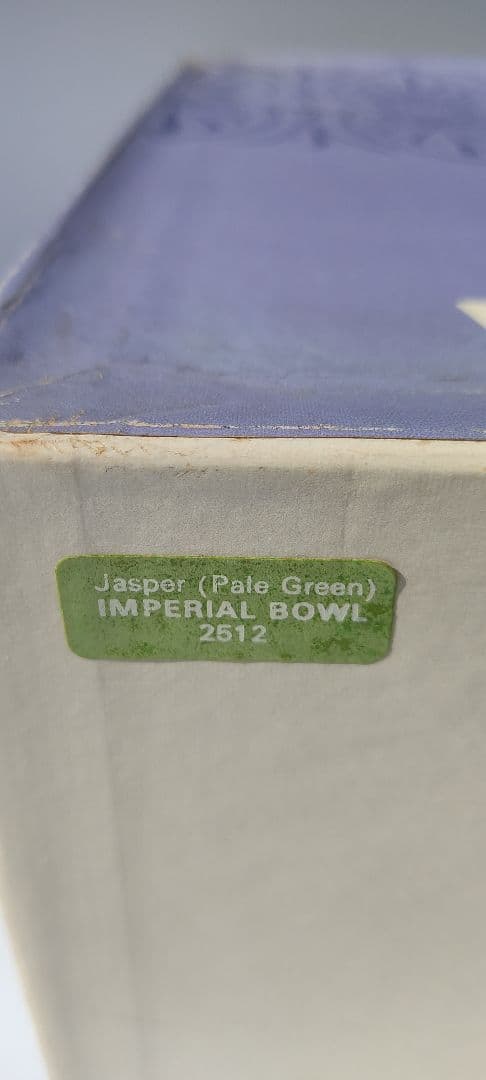 Jasper (Pale Green)
IMPERIAL BOWL
2512